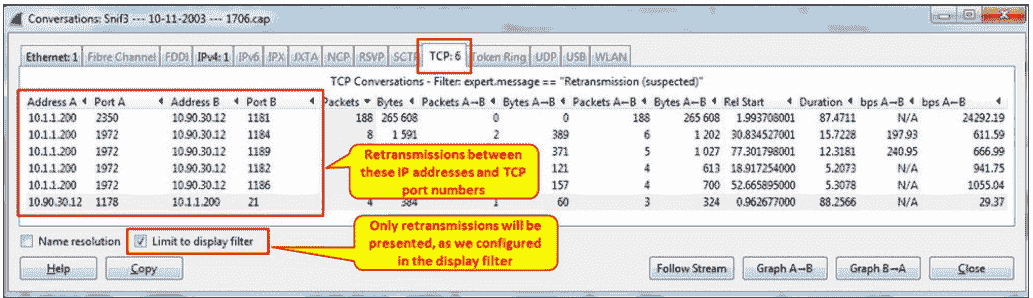 Conversations: Snif3 --- 10-11-2003 --- 1706.cap
Ethernet: 1 Fibre Channel FDDI IPv4: 1 IPv6 IPX JXTA NCP RSVP SCTP TCP: 6 Token Ring UDP USB WLAN
TCP Conversations - Filter: expert.message == "Retransmission (suspected)"
Address A Port A Address B Port B Packets Bytes Packets A→B Bytes A→B Packets A←B Bytes A←B Rel Start Duration bps A→B bps A←B
10.1.1.200 2350 10.90.30.12 1181 188 265 608 0 0 188 265 608 1.993708001 87.4711 N/A 24292.19
10.1.1.200 1972 10.90.30.12 1184 8 1 591 2 389 6 1 202 30.834527001 15.7228 197.93 611.59
10.1.1.200 1972 10.90.30.12 1189 371 5 1 027 77.301798001 12.3181 240.95 666.99
10.1.1.200 1972 10.90.30.12 1182 121 4 613 18.917254000 5.2073 N/A 941.75
10.1.1.200 1972 10.90.30.12 1186 157 4 700 52.665895000 5.3078 N/A 1055.04
10.90.30.12 1178 10.1.1.200 21 4 384 1 60 3 324 0.962677000 88.2566 N/A 29.37
Retransmissions between
these IP addresses and TCP
port numbers
Name resolution Limit to display filter
Only retransmissions will be
presented, as we configured
in the display filter
Help Copy Follow Stream Graph A→B Graph B→A Close